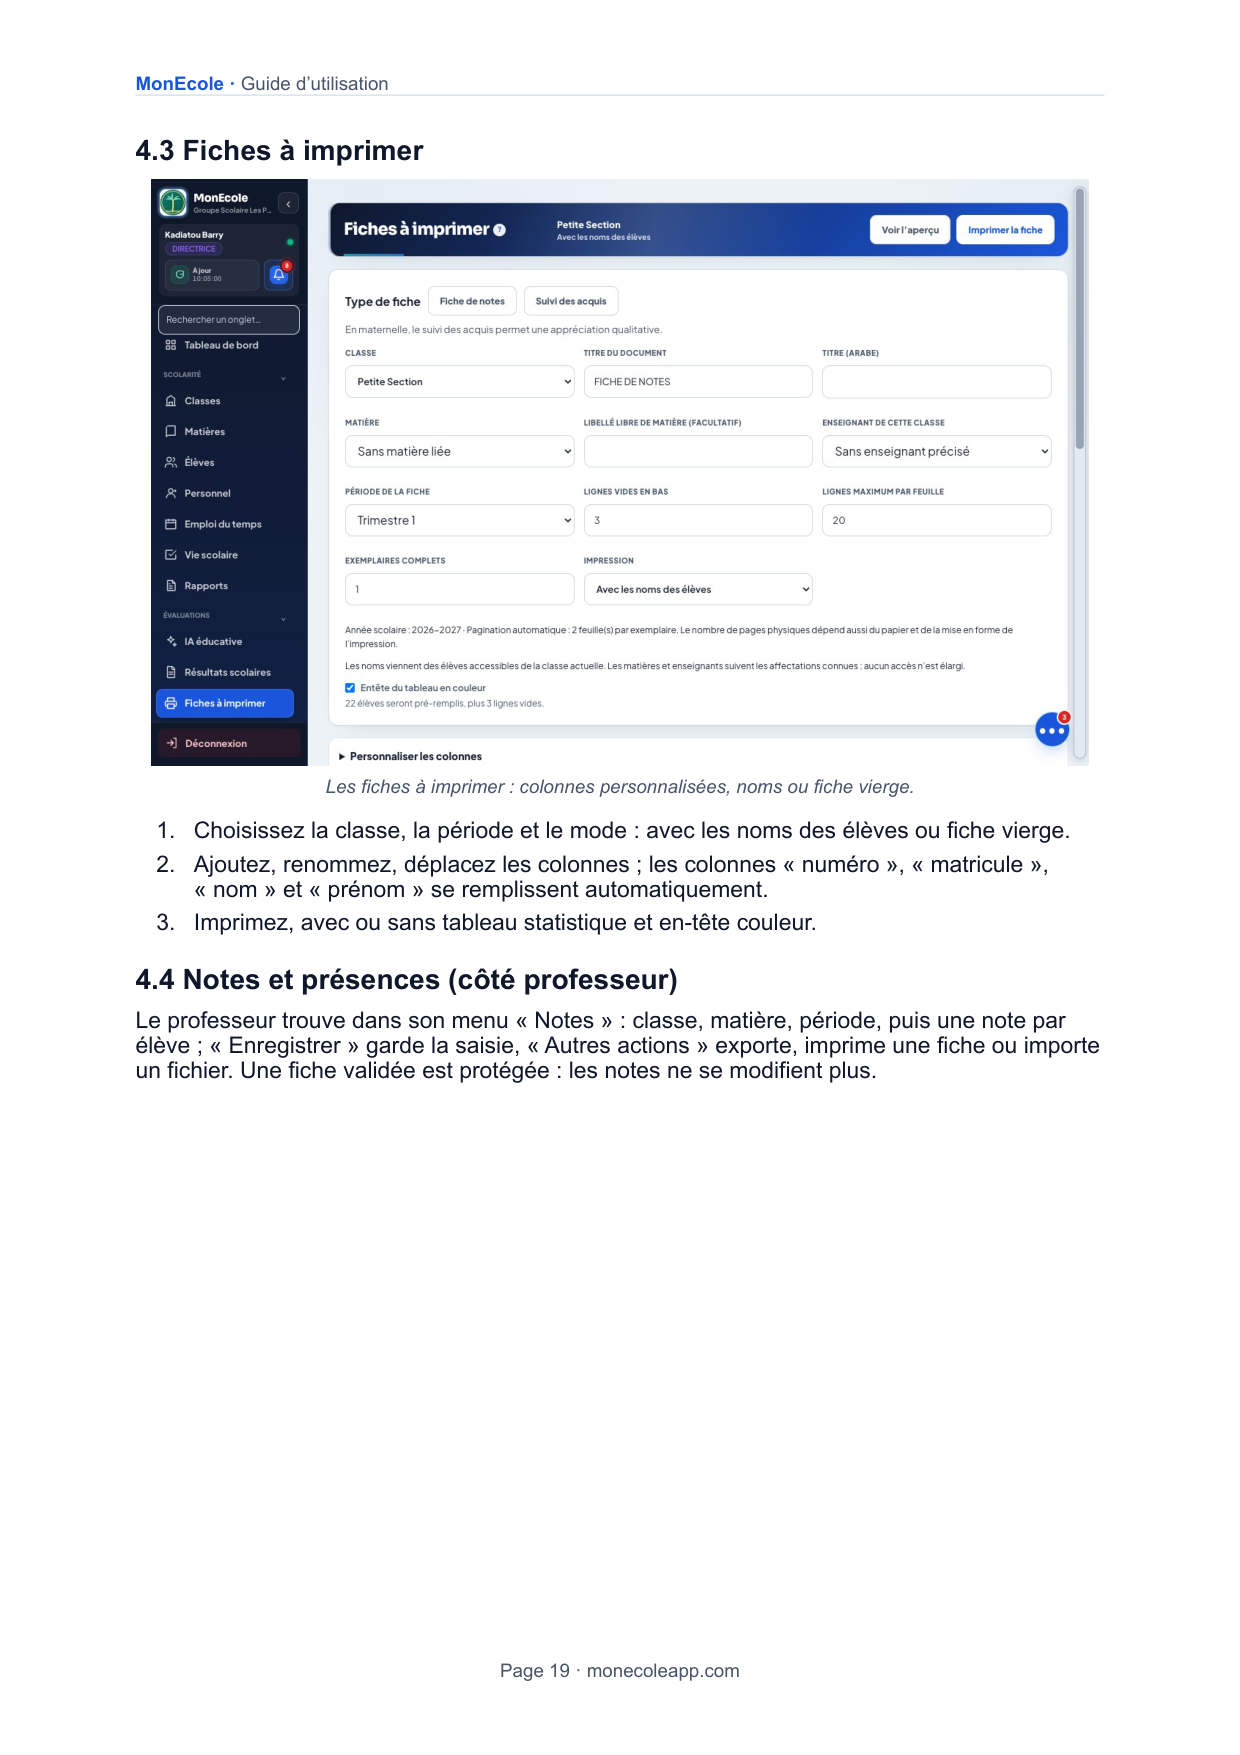 MonEcole · Guide d’utilisation
4.3 Fiches à imprimer
MonEcole
Groupe Scolaire Les P...
Kadiatou Barry
DIRECTRICE
À jour
10:05:00
8
Rechercher un onglet...
Tableau de bord
SCOLARITÉ
Classes
Matières
Élèves
Personnel
Emploi du temps
Vie scolaire
Rapports
ÉVALUATIONS
IA éducative
Résultats scolaires
Fiches à imprimer
Déconnexion
Fiches à imprimer ?
Petite Section
Avec les noms des élèves
Voir l’aperçu
Imprimer la fiche
Type de fiche Fiche de notes Suivi des acquis
En maternelle, le suivi des acquis permet une appréciation qualitative.
CLASSE TITRE DU DOCUMENT TITRE (ARABE)
Petite Section FICHE DE NOTES
MATIÈRE LIBELLÉ LIBRE DE MATIÈRE (FACULTATIF) ENSEIGNANT DE CETTE CLASSE
Sans matière liée Sans enseignant précisé
PÉRIODE DE LA FICHE LIGNES VIDES EN BAS LIGNES MAXIMUM PAR FEUILLE
Trimestre 1 3 20
EXEMPLAIRES COMPLETS IMPRESSION
1 Avec les noms des élèves
Année scolaire : 2026–2027 · Pagination automatique : 2 feuille(s) par exemplaire. Le nombre de pages physiques dépend aussi du papier et de la mise en forme de
l’impression.
Les noms viennent des élèves accessibles de la classe actuelle. Les matières et enseignants suivent les affectations connues ; aucun accès n’est élargi.
Entête du tableau en couleur
22 élèves seront pré-remplis, plus 3 lignes vides.
3
Personnaliser les colonnes
Les fiches à imprimer : colonnes personnalisées, noms ou fiche vierge.
1. Choisissez la classe, la période et le mode : avec les noms des élèves ou fiche vierge.
2. Ajoutez, renommez, déplacez les colonnes ; les colonnes « numéro », « matricule »,
« nom » et « prénom » se remplissent automatiquement.
3. Imprimez, avec ou sans tableau statistique et en-tête couleur.
4.4 Notes et présences (côté professeur)
Le professeur trouve dans son menu « Notes » : classe, matière, période, puis une note par
élève ; « Enregistrer » garde la saisie, « Autres actions » exporte, imprime une fiche ou importe
un fichier. Une fiche validée est protégée : les notes ne se modifient plus.
Page 19 · monecoleapp.com